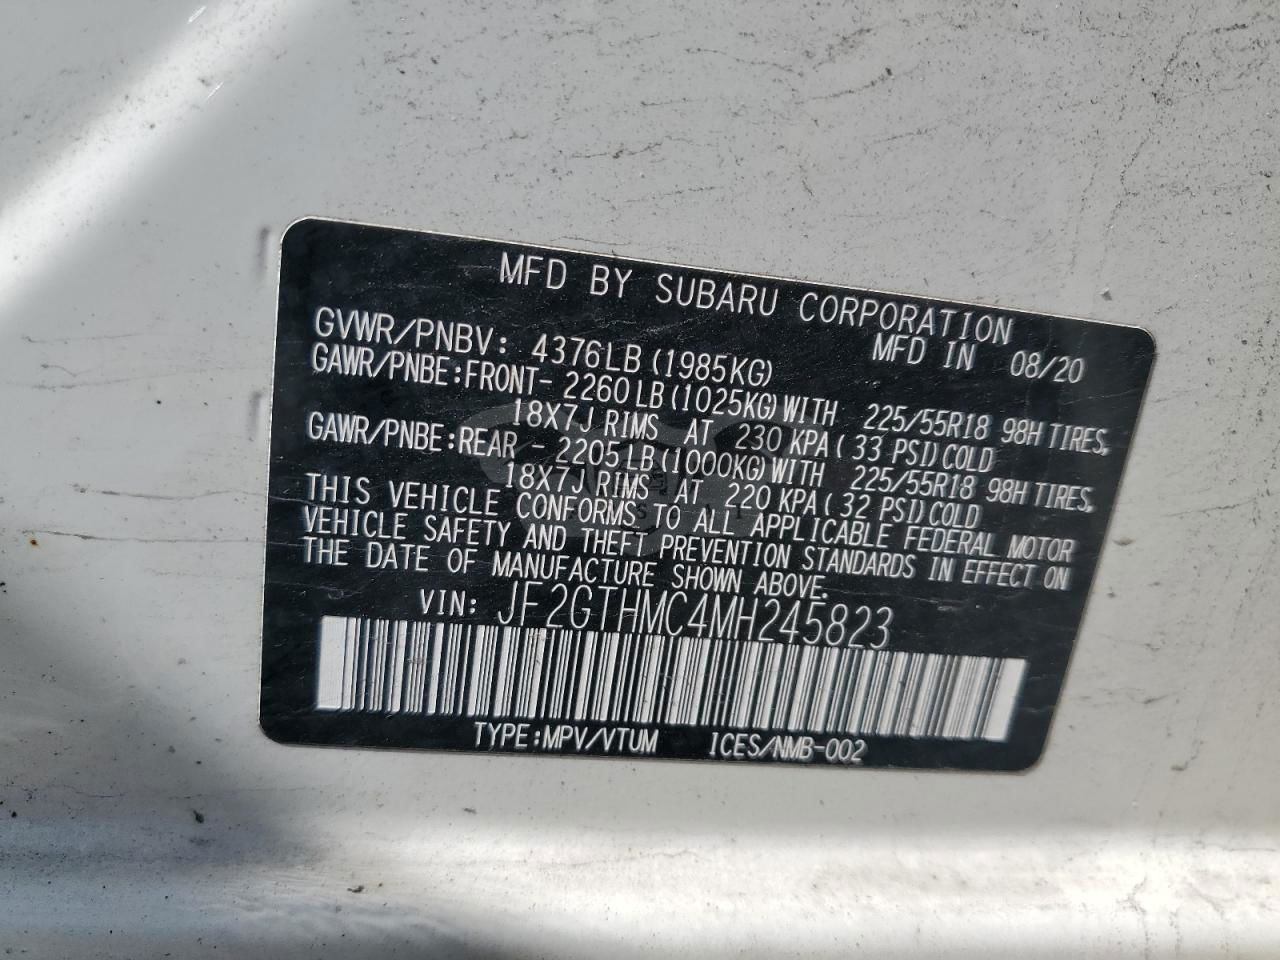 MFD BY SUBARU CORPORATION
MFD IN 08/20
GVWR/PNBV: 4376LB (1985KG)
GAWR/PNBE:FRONT- 2260LB (1025KG) WITH 225/55R18 98H TIRES,
18X7J RIMS AT 230 KPA( 33 PSI) COLD
GAWR/PNBE:REAR - 2205LB (1000KG) WITH 225/55R18 98H TIRES,
18X7J RIMS AT 220 KPA( 32 PSI) COLD
THIS VEHICLE CONFORMS TO ALL APPLICABLE FEDERAL MOTOR
VEHICLE SAFETY AND THEFT PREVENTION STANDARDS IN EFFECT ON
THE DATE OF MANUFACTURE SHOWN ABOVE.
VIN: JF2GTHMC4MH245823
TYPE:MPV/VTUM ICES/NMB-002